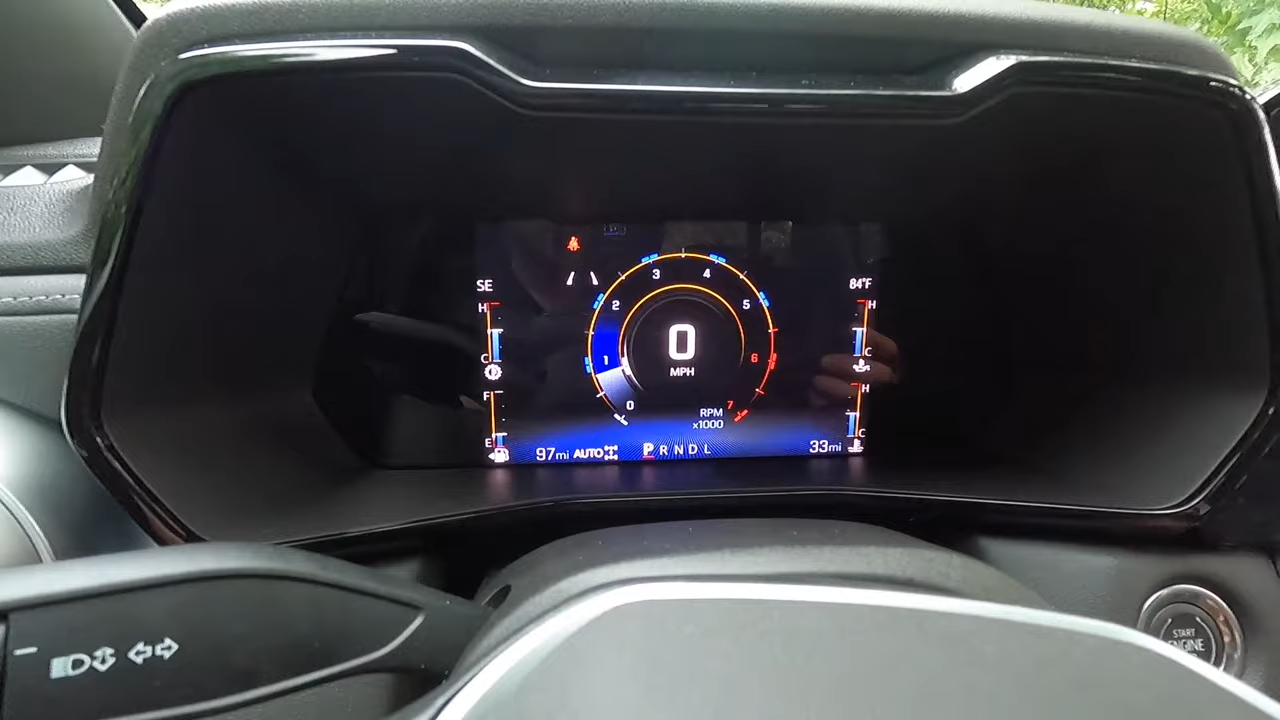 SE
84°F
H
C
F
E
H
C
H
C
0
1
2
3
4
5
6
7
0
MPH
RPM
x1000
97mi AUTO
P R N D L
33mi
START
ENGINE